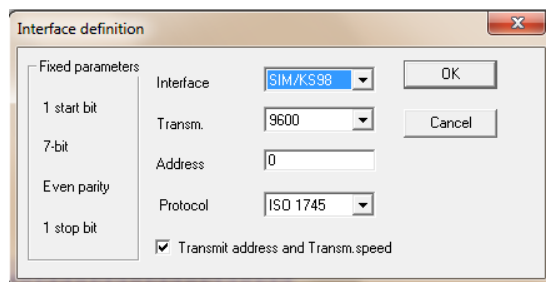 Interface definition
Fixed parameters
1 start bit
7-bit
Even parity
1 stop bit
Interface SIM/KS98
Transm. 9600
Address 0
Protocol ISO 1745
Transmit address and Transm.speed
OK
Cancel